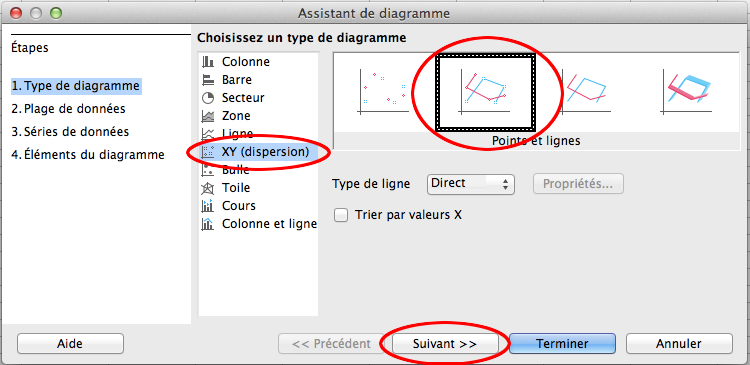 Assistant de diagramme
Étapes
1. Type de diagramme
2. Plage de données
3. Séries de données
4. Éléments du diagramme
Choisissez un type de diagramme
Colonne
Barre
Secteur
Zone
Ligne
XY (dispersion)
Bulle
Toile
Cours
Colonne et ligne
Points et lignes
Type de ligne Direct Propriétés...
Trier par valeurs X
Aide << Précédent Suivant >> Terminer Annuler